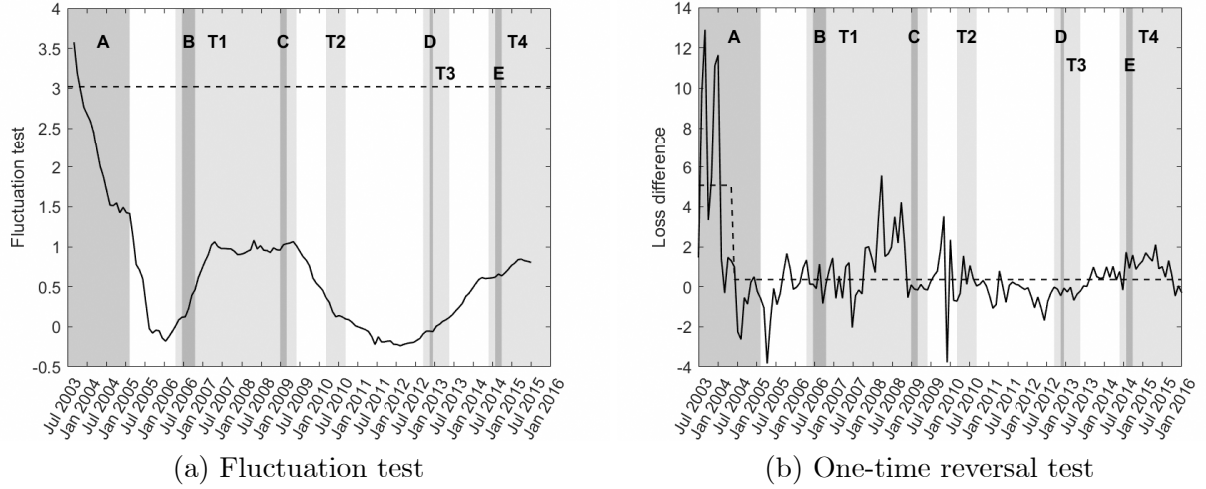 4
3.5
3
2.5
2
1.5
1
0.5
0
-0.5
Fluctuation test
A
B
T1
C
T2
D
T3
E
T4
Jul 2003
Jan 2004
Jul 2004
Jan 2005
Jul 2005
Jan 2006
Jul 2006
Jan 2007
Jul 2007
Jan 2008
Jul 2008
Jan 2009
Jul 2009
Jan 2010
Jul 2010
Jan 2011
Jul 2011
Jan 2012
Jul 2012
Jan 2013
Jul 2013
Jan 2014
Jul 2014
Jan 2015
Jul 2015
Jan 2016
(a) Fluctuation test
14
12
10
8
6
4
2
0
-2
-4
Loss difference
A
B
T1
C
T2
D
T3
E
T4
Jul 2003
Jan 2004
Jul 2004
Jan 2005
Jul 2005
Jan 2006
Jul 2006
Jan 2007
Jul 2007
Jan 2008
Jul 2008
Jan 2009
Jul 2009
Jan 2010
Jul 2010
Jan 2011
Jul 2011
Jan 2012
Jul 2012
Jan 2013
Jul 2013
Jan 2014
Jul 2014
Jan 2015
Jul 2015
Jan 2016
(b) One-time reversal test